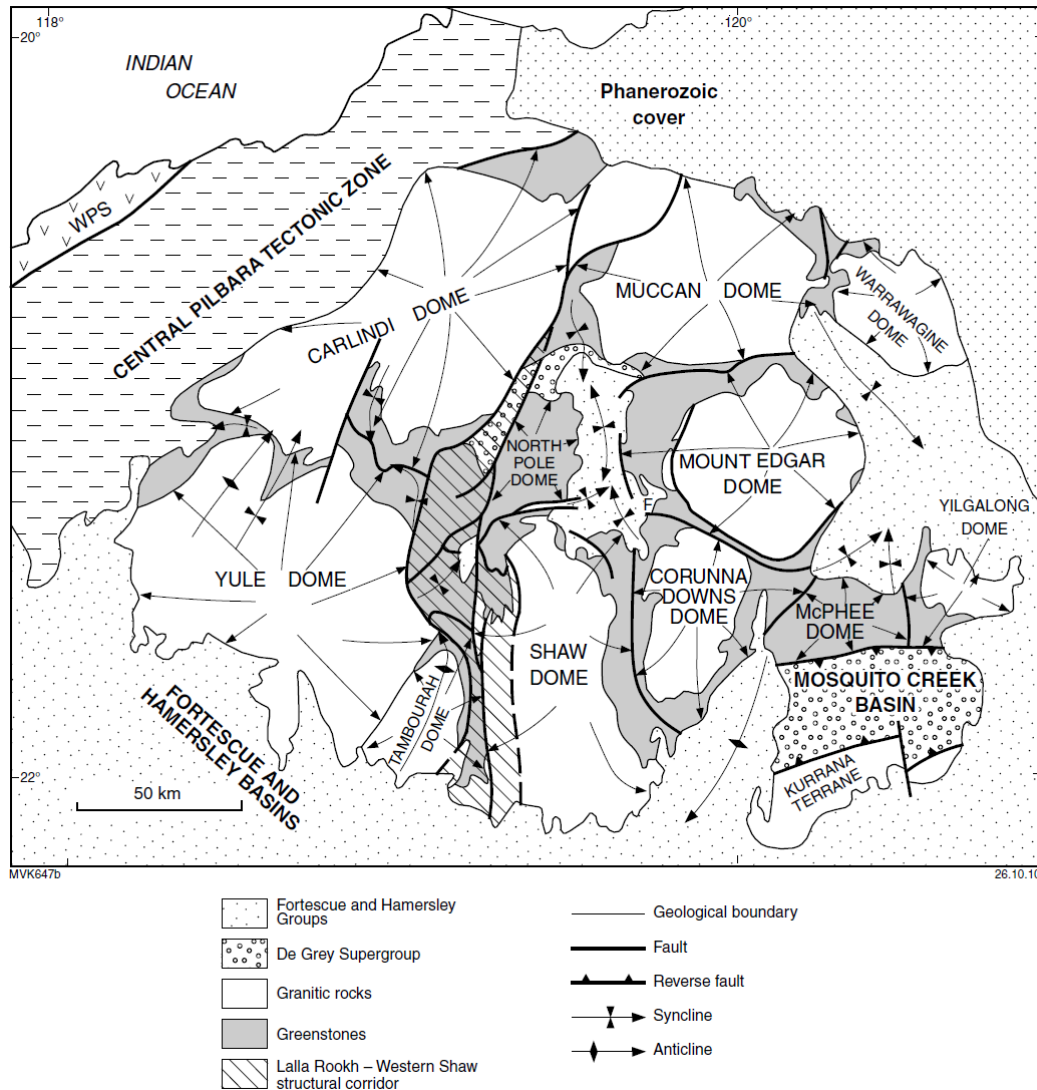 118°
120°
20°
INDIAN
OCEAN
Phanerozoic
cover
WPS
CENTRAL PILBARA TECTONIC ZONE
CARLINDI DOME
MUCCAN DOME
WARRAWAGINE
DOME
NORTH
POLE
DOME
MOUNT EDGAR
DOME
F
YILGALONG
DOME
YULE DOME
CORUNNA
DOWNS
DOME
McPHEE
DOME
SHAW
DOME
TAMBOURAH
DOME
MOSQUITO CREEK
BASIN
FORTESCUE AND
HAMERSLEY BASINS
KURRANA
TERRANE
22°
50 km
MVK647b
26.10.10
Fortescue and Hamersley
Groups
De Grey Supergroup
Granitic rocks
Greenstones
Lalla Rookh – Western Shaw
structural corridor
Geological boundary
Fault
Reverse fault
Syncline
Anticline